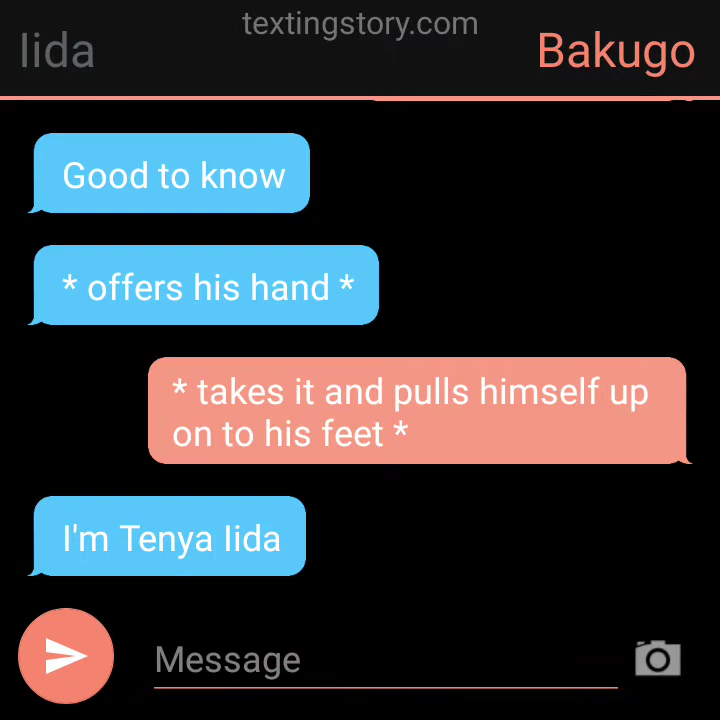 textingstory.com
Iida
Bakugo
Good to know
* offers his hand *
* takes it and pulls himself up
on to his feet *
I'm Tenya Iida
Message